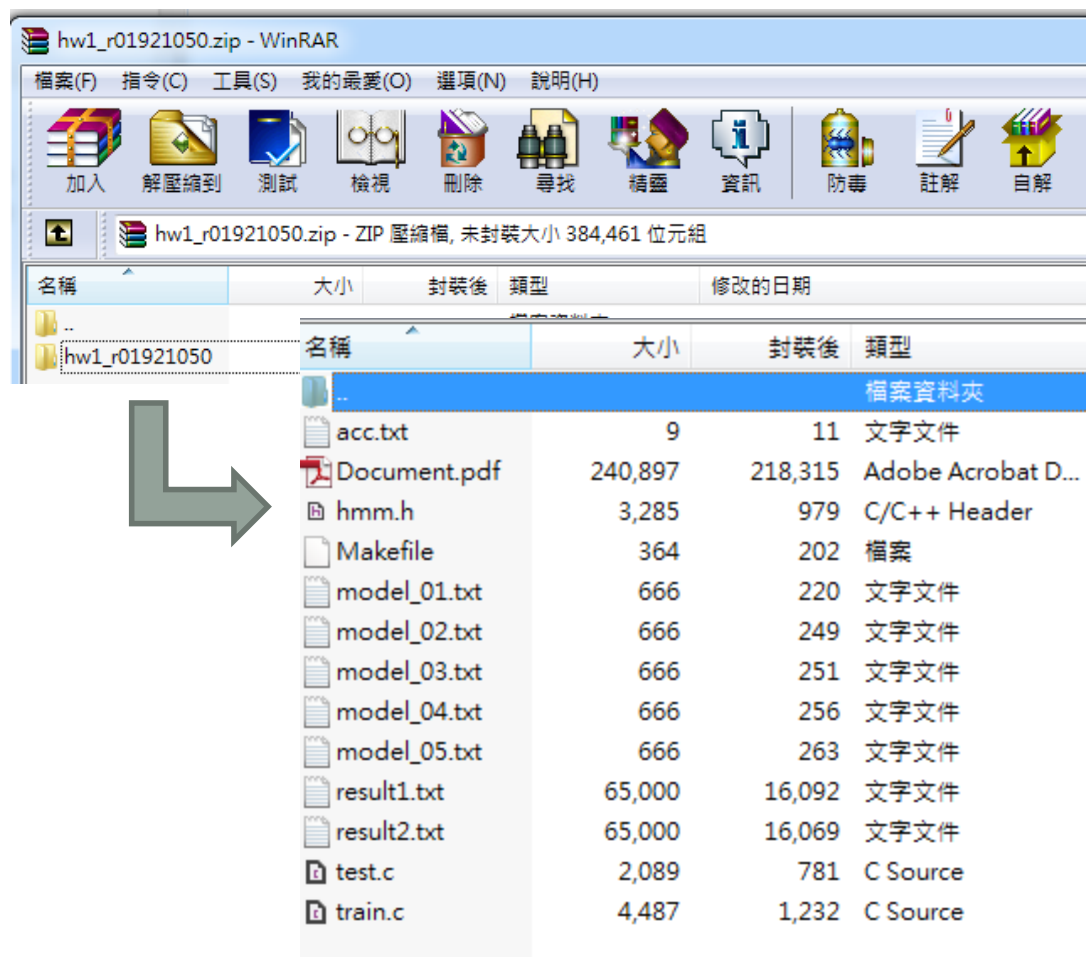 hw1_r01921050.zip - WinRAR
檔案(F) 指令(C) 工具(S) 我的最愛(O) 選項(N) 說明(H)
加入 解壓縮到 測試 檢視 刪除 尋找 精靈 資訊 防毒 註解 自解
hw1_r01921050.zip - ZIP 壓縮檔, 未封裝大小 384,461 位元組
名稱 大小 封裝後 類型 修改的日期
..
hw1_r01921050
名稱 大小 封裝後 類型
.. 檔案資料夾
acc.txt 9 11 文字文件
Document.pdf 240,897 218,315 Adobe Acrobat D...
hmm.h 3,285 979 C/C++ Header
Makefile 364 202 檔案
model_01.txt 666 220 文字文件
model_02.txt 666 249 文字文件
model_03.txt 666 251 文字文件
model_04.txt 666 256 文字文件
model_05.txt 666 263 文字文件
result1.txt 65,000 16,092 文字文件
result2.txt 65,000 16,069 文字文件
test.c 2,089 781 C Source
train.c 4,487 1,232 C Source